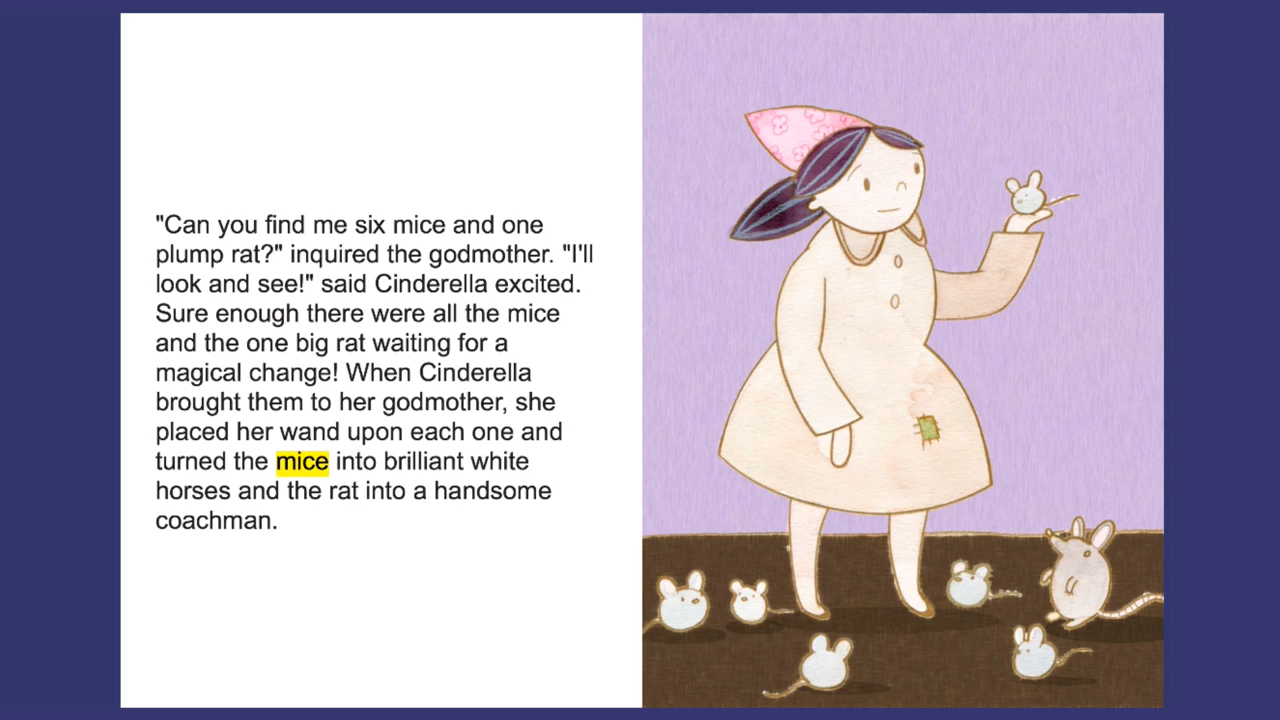 "Can you find me six mice and one
plump rat?" inquired the godmother. "I'll
look and see!" said Cinderella excited.
Sure enough there were all the mice
and the one big rat waiting for a
magical change! When Cinderella
brought them to her godmother, she
placed her wand upon each one and
turned the mice into brilliant white
horses and the rat into a handsome
coachman.